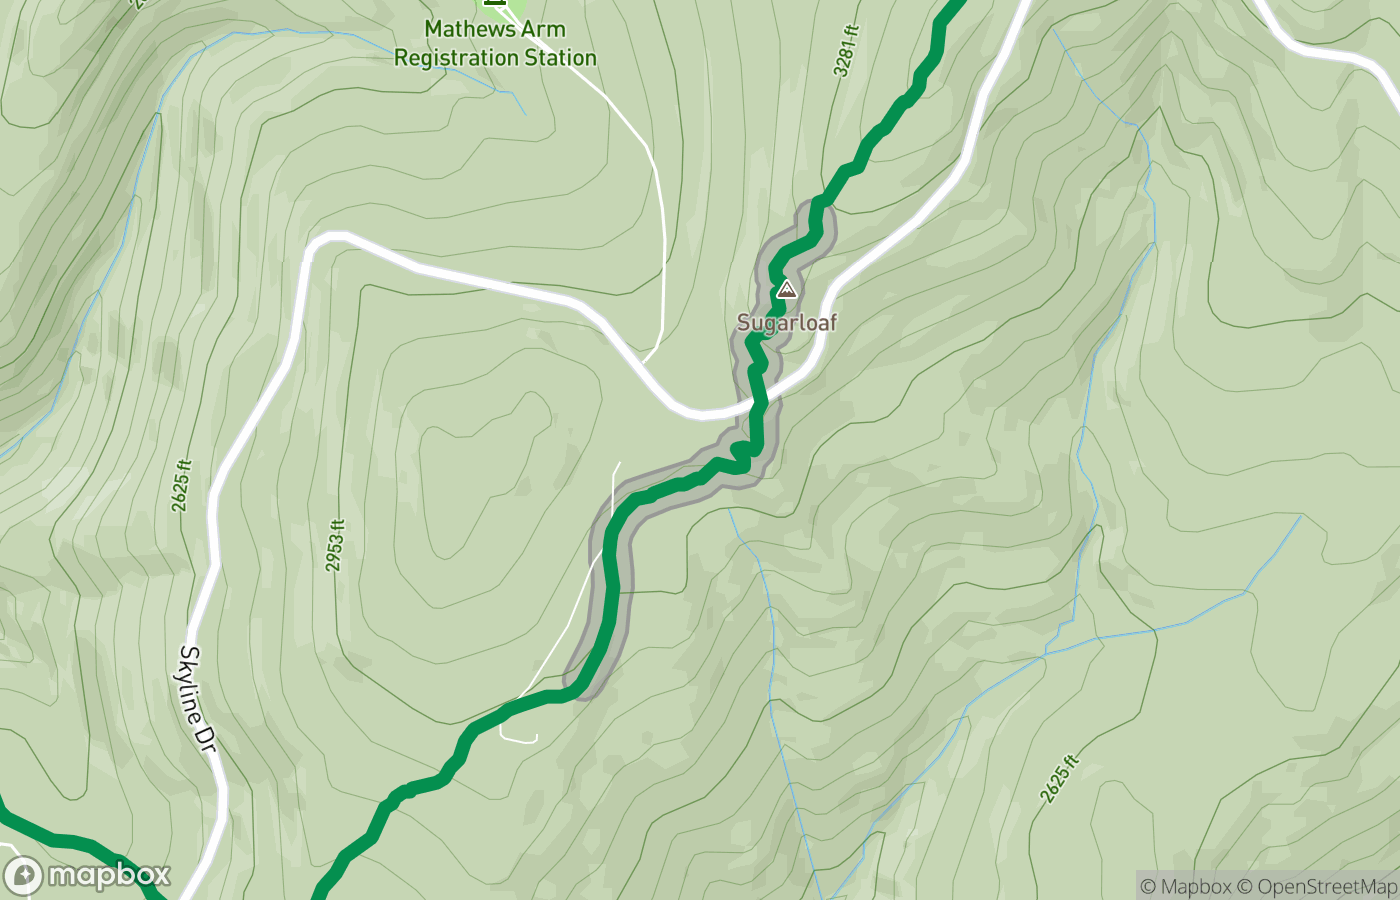 Mathews Arm
Registration Station
3281 ft
Sugarloaf
2625 ft
2953 ft
Skyline Dr
2625 ft
mapbox
© Mapbox © OpenStreetMap